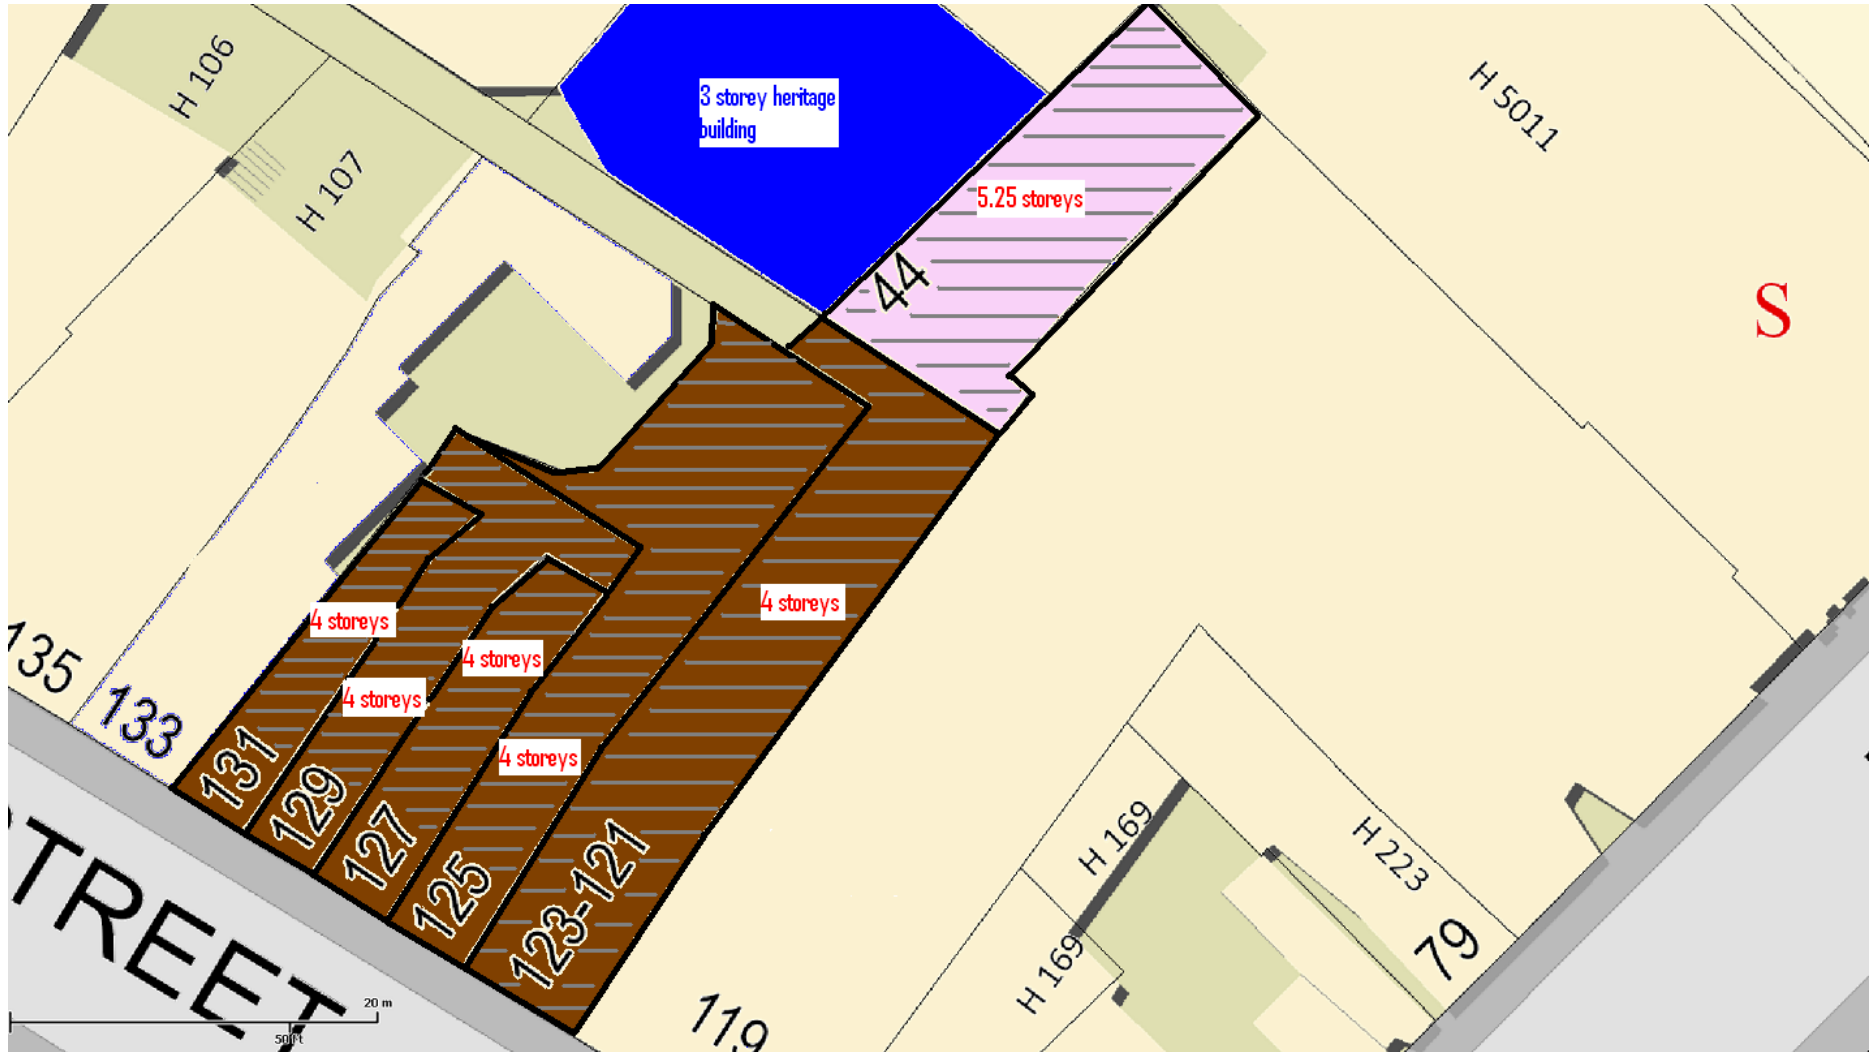 H 106
H 107
3 storey heritage
building
5.25 storeys
44
H 5011
S
4 storeys
4 storeys
4 storeys
4 storeys
4 storeys
135
133
131
129
127
125
123-121
119
H 169
H 169
H 223
79
TREET
20 m
50 ft